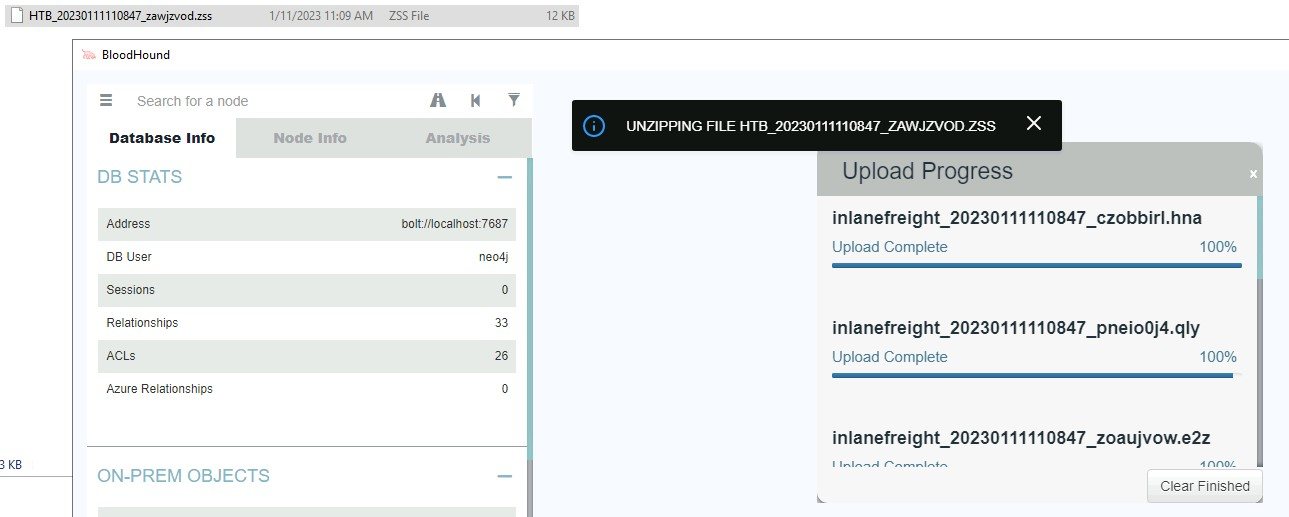 HTB_20230111110847_zawjzvod.zss 1/11/2023 11:09 AM ZSS File 12 KB
BloodHound
Search for a node
Database Info Node Info Analysis
DB STATS
Address bolt://localhost:7687
DB User neo4j
Sessions 0
Relationships 33
ACLs 26
Azure Relationships 0
ON-PREM OBJECTS
3 KB
UNZIPPING FILE HTB_20230111110847_ZAWJZVOD.ZSS
Upload Progress x
inlanefreight_20230111110847_czobbirl.hna
Upload Complete 100%
inlanefreight_20230111110847_pneio0j4.qly
Upload Complete 100%
inlanefreight_20230111110847_zoaujvow.e2z
Upload Complete 100%
Clear Finished